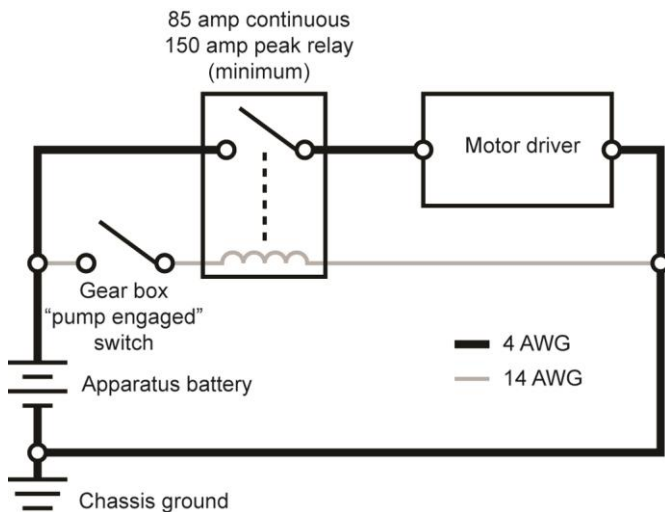 85 amp continuous
150 amp peak relay
(minimum)
Motor driver
Gear box
“pump engaged”
switch
4 AWG
14 AWG
Apparatus battery
Chassis ground